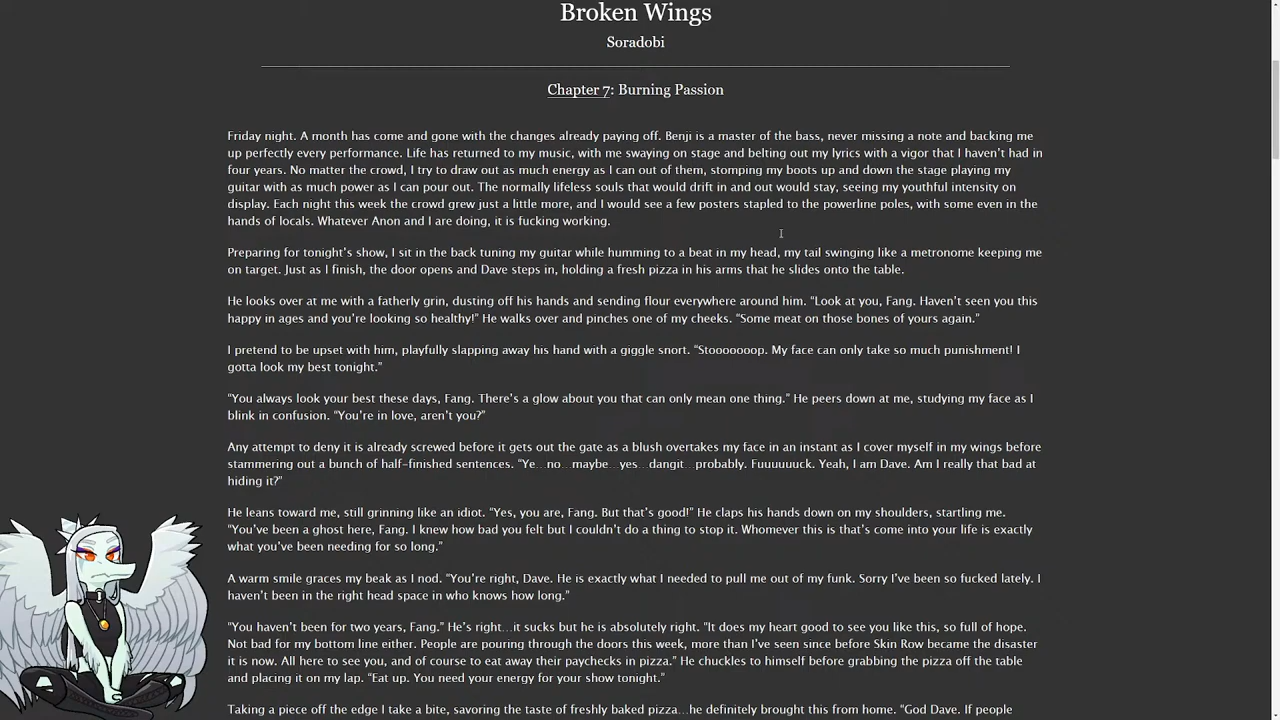 Broken Wings
Soradobi
Chapter 7: Burning Passion
Friday night. A month has come and gone with the changes already paying off. Benji is a master of the bass, never missing a note and backing me
up perfectly every performance. Life has returned to my music, with me swaying on stage and belting out my lyrics with a vigor that I haven't had in
four years. No matter the crowd, I try to draw out as much energy as I can out of them, stomping my boots up and down the stage playing my
guitar with as much power as I can pour out. The normally lifeless souls that would drift in and out would stay, seeing my youthful intensity on
display. Each night this week the crowd grew just a little more, and I would see a few posters stapled to the powerline poles, with some even in the
hands of locals. Whatever Anon and I are doing, it is fucking working.
Preparing for tonight's show, I sit in the back tuning my guitar while humming to a beat in my head, my tail swinging like a metronome keeping me
on target. Just as I finish, the door opens and Dave steps in, holding a fresh pizza in his arms that he slides onto the table.
He looks over at me with a fatherly grin, dusting off his hands and sending flour everywhere around him. “Look at you, Fang. Haven't seen you this
happy in ages and you're looking so healthy!” He walks over and pinches one of my cheeks. “Some meat on those bones of yours again.”
I pretend to be upset with him, playfully slapping away his hand with a giggle snort. “Stooooooop. My face can only take so much punishment! I
gotta look my best tonight.”
“You always look your best these days, Fang. There's a glow about you that can only mean one thing.” He peers down at me, studying my face as I
blink in confusion. “You're in love, aren't you?”
Any attempt to deny it is already screwed before it gets out the gate as a blush overtakes my face in an instant as I cover myself in my wings before
stammering out a bunch of half-finished sentences. “Ye…no…maybe…yes…dangit…probably. Fuuuuuuck. Yeah, I am Dave. Am I really that bad at
hiding it?”
He leans toward me, still grinning like an idiot. “Yes, you are, Fang. But that's good!” He claps his hands down on my shoulders, startling me.
“You've been a ghost here, Fang. I knew how bad you felt but I couldn't do a thing to stop it. Whomever this is that's come into your life is exactly
what you've been needing for so long.”
A warm smile graces my beak as I nod. “You're right, Dave. He is exactly what I needed to pull me out of my funk. Sorry I've been so fucked lately. I
haven't been in the right head space in who knows how long.”
“You haven't been for two years, Fang.” He's right…it sucks but he is absolutely right. “It does my heart good to see you like this, so full of hope.
Not bad for my bottom line either. People are pouring through the doors this week, more than I've seen since before Skin Row became the disaster
it is now. All here to see you, and of course to eat away their paychecks in pizza.” He chuckles to himself before grabbing the pizza off the table
and placing it on my lap. “Eat up. You need your energy for your show tonight.”
Taking a piece off the edge I take a bite, savoring the taste of freshly baked pizza…he definitely brought this from home. “God Dave. If people